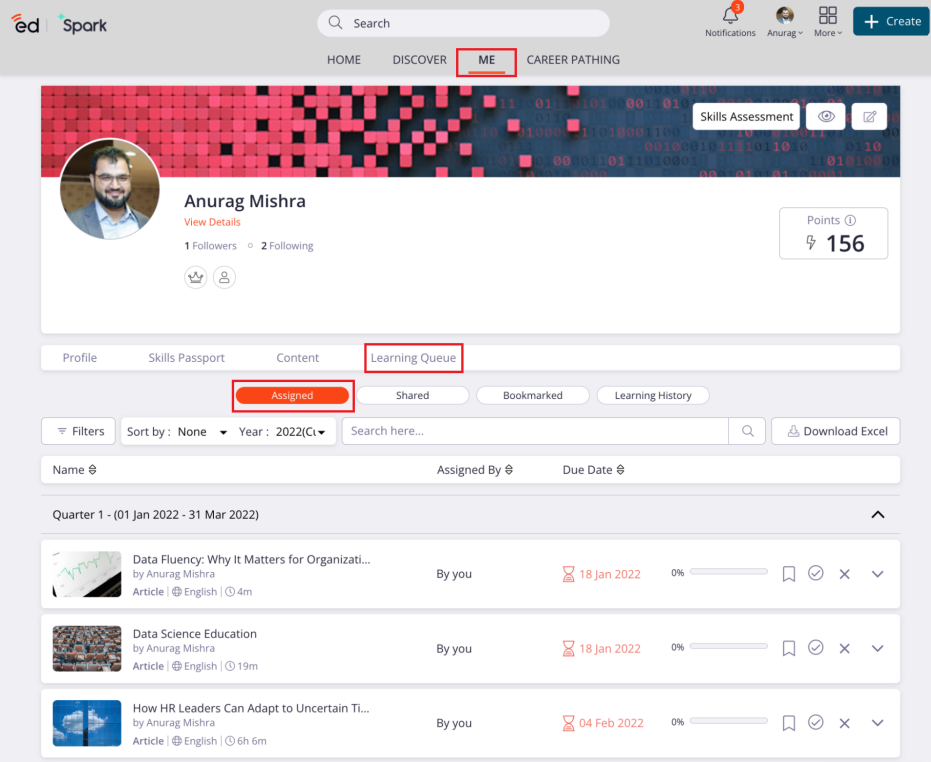 ed Spark
Search
3
Notifications
Anurag
More
+ Create
HOME
DISCOVER
ME
CAREER PATHING
Skills Assessment
Anurag Mishra
View Details
1 Followers 2 Following
Points
156
Profile
Skills Passport
Content
Learning Queue
Assigned
Shared
Bookmarked
Learning History
Filters
Sort by : None
Year : 2022(Cu
Search here...
Download Excel
Name
Assigned By
Due Date
Quarter 1 - (01 Jan 2022 - 31 Mar 2022)
Data Fluency: Why It Matters for Organizati...
by Anurag Mishra
Article | English | 4m
By you
18 Jan 2022
0%
Data Science Education
by Anurag Mishra
Article | English | 19m
By you
18 Jan 2022
0%
How HR Leaders Can Adapt to Uncertain Ti...
by Anurag Mishra
Article | English | 6h 6m
By you
04 Feb 2022
0%